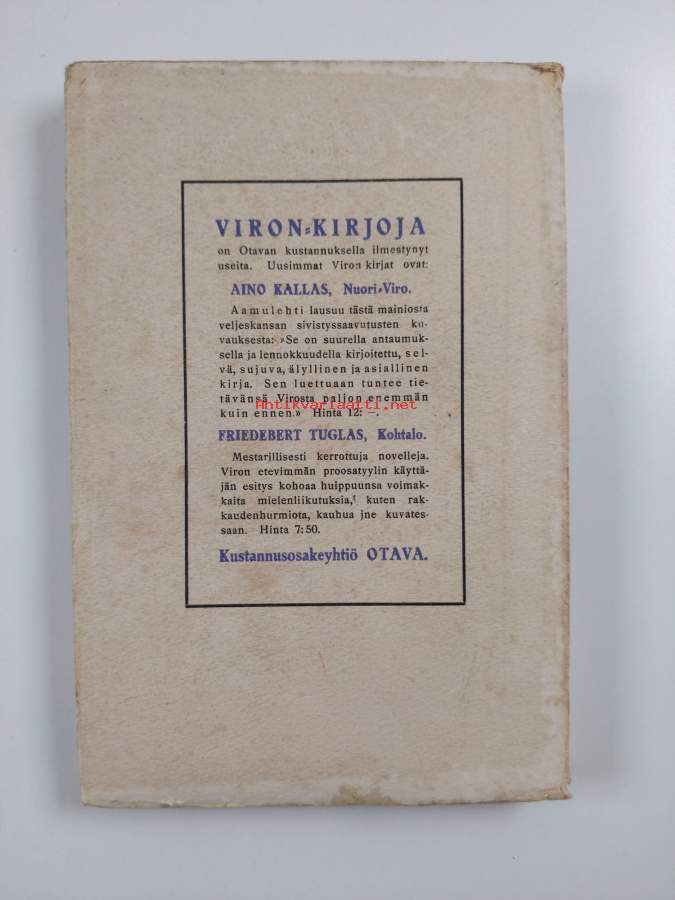 VIRON-KIRJOJA
on Otavan kustannuksella ilmestynyt
useita. Uusimmat Viron kirjat ovat:
AINO KALLAS, Nuori-Viro.
Aamulehti lausuu tästä mainiosta
veljeskansan sivistyssaavutusten ku-
vauksesta: »Se on suurella antaumuk-
sella ja lennokkuudella kirjoitettu, sel-
vä, sujuva, älyllinen ja asiallinen
kirja. Sen luettuaan tuntee tie-
tävänsä Virosta paljon enemmän
kuin ennen.» Hinta 12: —.
Antikvariaatti.net
FRIEDEBERT TUGLAS, Kohtalo.
Mestarillisesti kerrottuja novelleja.
Viron etevimmän proosatyylin käyttä-
jän esitys kohoaa huippuunsa voimak-
kaita mielenliikutuksia, kuten rak-
kaudenhurmiota, kauhua jne kuvates-
saan. Hinta 7:50.
Kustannusosakeyhtiö OTAVA.